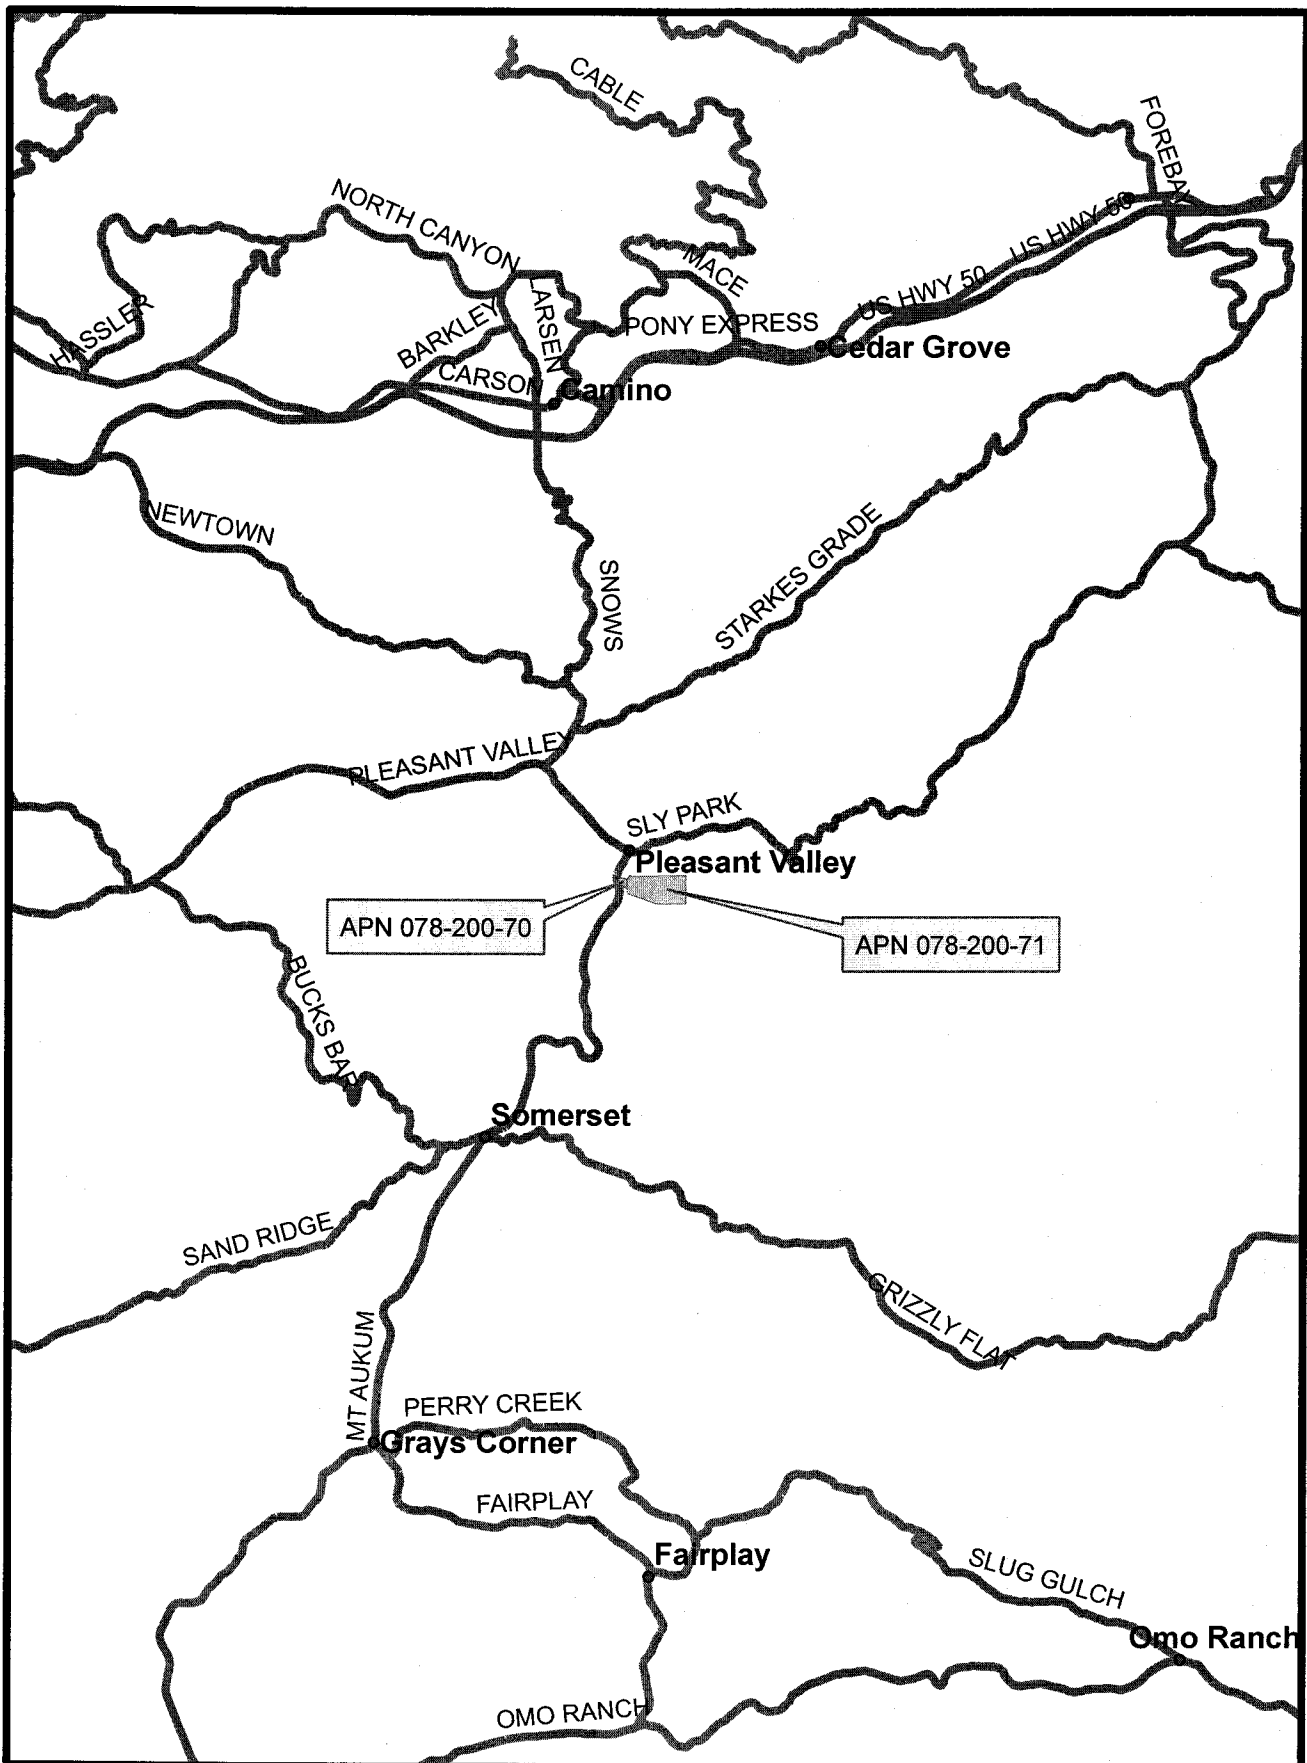 CABLE
FOREBAY
NORTH CANYON
US HWY 50
MACE
US HWY 50
LARSEN
HASSLER
BARKLEY
PONY EXPRESS
Cedar Grove
CARSON
Camino
NEWTOWN
SNOWS
STARKES GRADE
PLEASANT VALLEY
SLY PARK
Pleasant Valley
APN 078-200-70
APN 078-200-71
BUCKS BAR
Somerset
SAND RIDGE
GRIZZLY FLAT
MT AUKUM
PERRY CREEK
Grays Corner
FAIRPLAY
Fairplay
SLUG GULCH
Omo Ranch
OMO RANCH